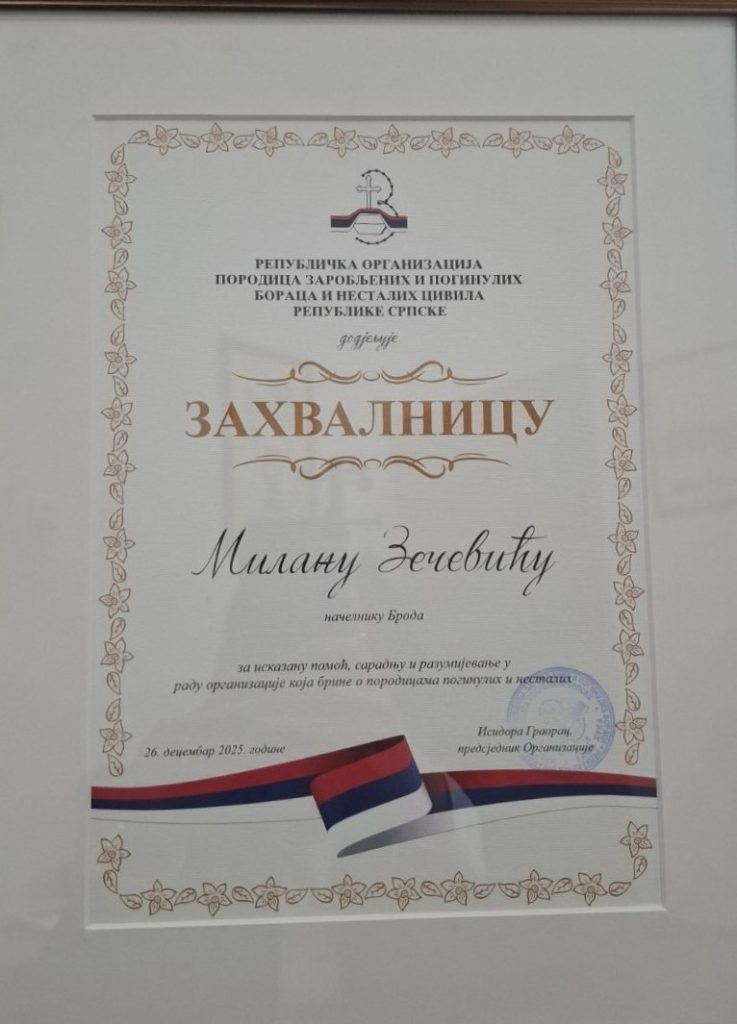 РЕПУБЛИЧКА ОРГАНИЗАЦИЈА
ПОРОДИЦА ЗАРОБЉЕНИХ И ПОГИНУЛИХ
БОРАЦА И НЕСТАЛИХ ЦИВИЛА
РЕПУБЛИКЕ СРПСКЕ
додјељује
ЗАХВАЛНИЦУ
Милану Зечевићу
начелнику Брода
за исказану помоћ, сарадњу и разумијевање у
раду организације која брине о породицама погинулих и несталих
26. децембар 2025. године
Исидора Граорац,
предсједник Организације